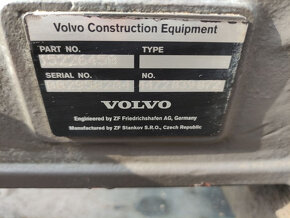 Volvo Construction Equipment
PART NO.
TYPE
SERIAL NO.
NO.
VOLVO
Engineered by ZF Friedrichshafen AG, Germany
Manufactured by ZF Stankov S.R.O., Czech Republic